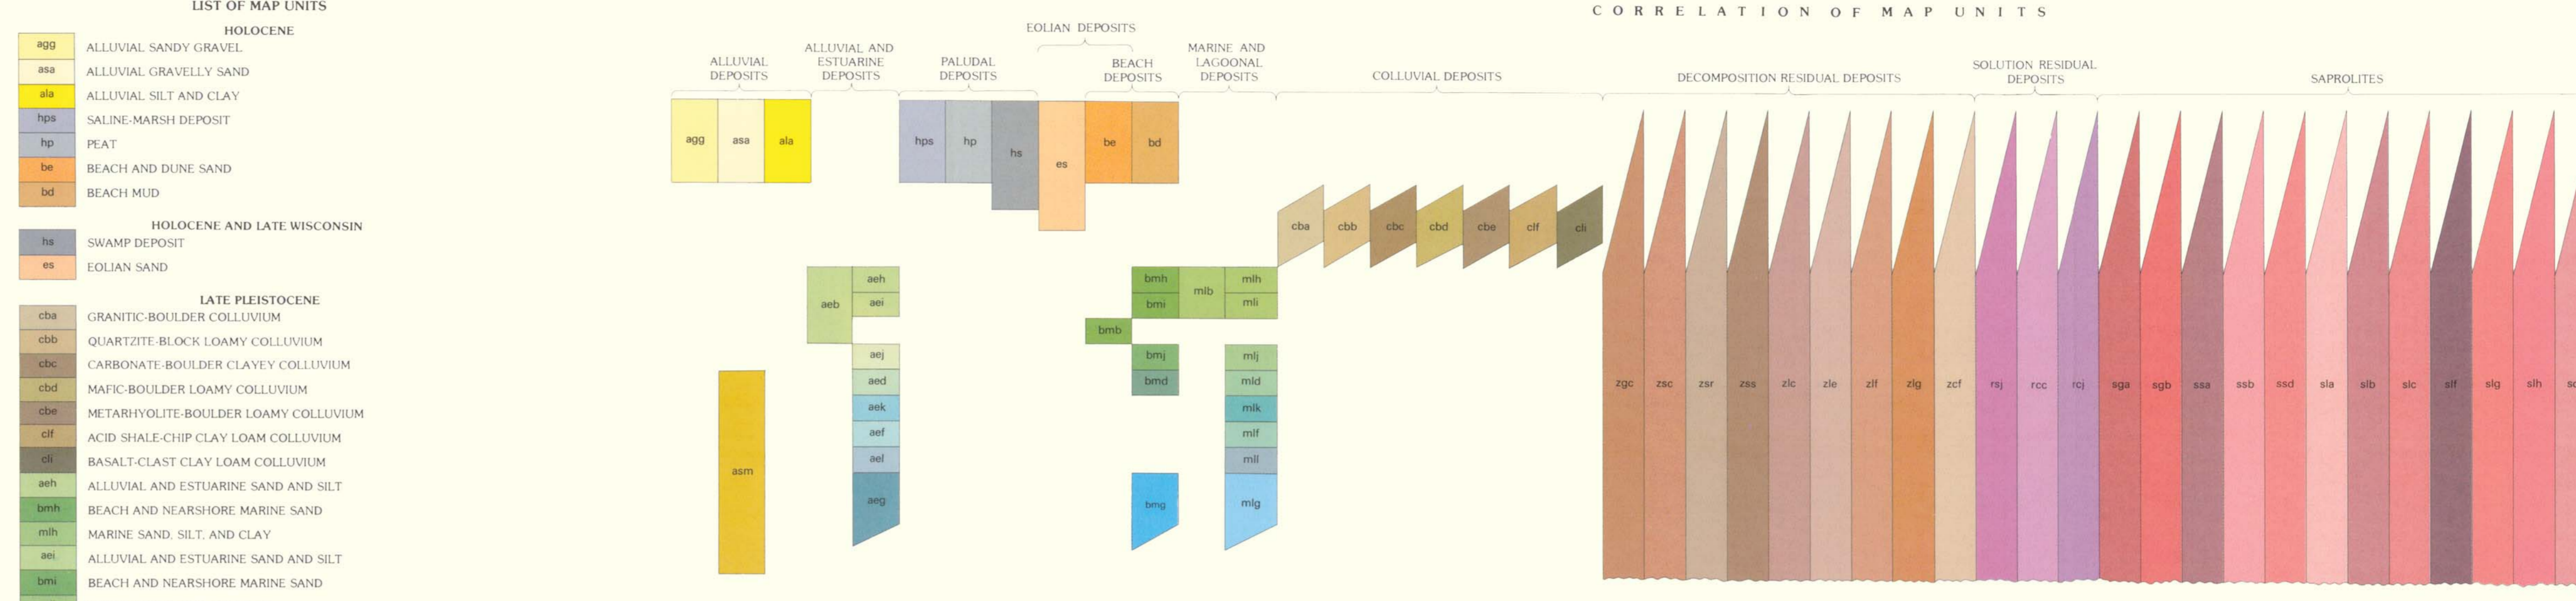 LIST OF MAP UNITS
HOLOCENE
agg ALLUVIAL SANDY GRAVEL
asa ALLUVIAL GRAVELLY SAND
ala ALLUVIAL SILT AND CLAY
hps SALINE-MARSH DEPOSIT
hp PEAT
be BEACH AND DUNE SAND
bd BEACH MUD
HOLOCENE AND LATE WISCONSIN
hs SWAMP DEPOSIT
es EOLIAN SAND
LATE PLEISTOCENE
cba GRANITIC-BOULDER COLLUVIUM
cbb QUARTZITE-BLOCK LOAMY COLLUVIUM
cbc CARBONATE-BOULDER CLAYEY COLLUVIUM
cbd MAFIC-BOULDER LOAMY COLLUVIUM
cbe METARHYOLITE-BOULDER LOAMY COLLUVIUM
clf ACID SHALE-CHIP CLAY LOAM COLLUVIUM
cli BASALT-CLAST CLAY LOAM COLLUVIUM
aeh ALLUVIAL AND ESTUARINE SAND AND SILT
bmh BEACH AND NEARSHORE MARINE SAND
mlh MARINE SAND, SILT, AND CLAY
aei ALLUVIAL AND ESTUARINE SAND AND SILT
bmi BEACH AND NEARSHORE MARINE SAND
CORRELATION OF MAP UNITS
ALLUVIAL
DEPOSITS
ALLUVIAL AND
ESTUARINE
DEPOSITS
PALUDAL
DEPOSITS
EOLIAN DEPOSITS
BEACH
DEPOSITS
MARINE AND
LAGOONAL
DEPOSITS
COLLUVIAL DEPOSITS
DECOMPOSITION RESIDUAL DEPOSITS
SOLUTION RESIDUAL
DEPOSITS
SAPROLITES
agg asa ala hps hp hs es be bd
cba cbb cbc cbd cbe clf cli
aeb aeh bmh mlb mlh
aei bmi mli
bmb
aej bmj mlj
aed bmd mld
aek mlk
aef mlf
ael mll
asm aeg bmg mlg
zgc zsc zsr zss zlc zle zlf zlg zcf rsj rcc rcj sga sgb ssa ssb ssd sla slb slc slf slg slh